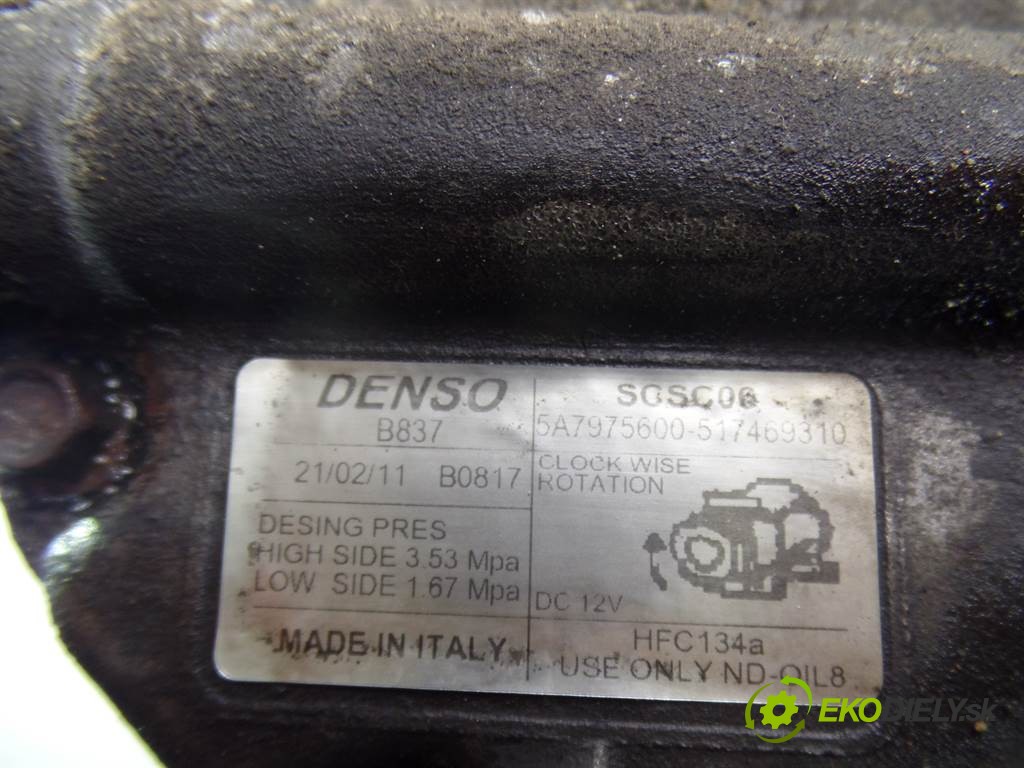 DENSO
B837
21/02/11 B0817
DESING PRES
HIGH SIDE 3.53 Mpa
LOW SIDE 1.67 Mpa
MADE IN ITALY
SCSC06
5A7975600-517469310
CLOCK WISE
ROTATION
DC 12V
HFC134a
USE ONLY ND-OIL8
EKODIELY.sk